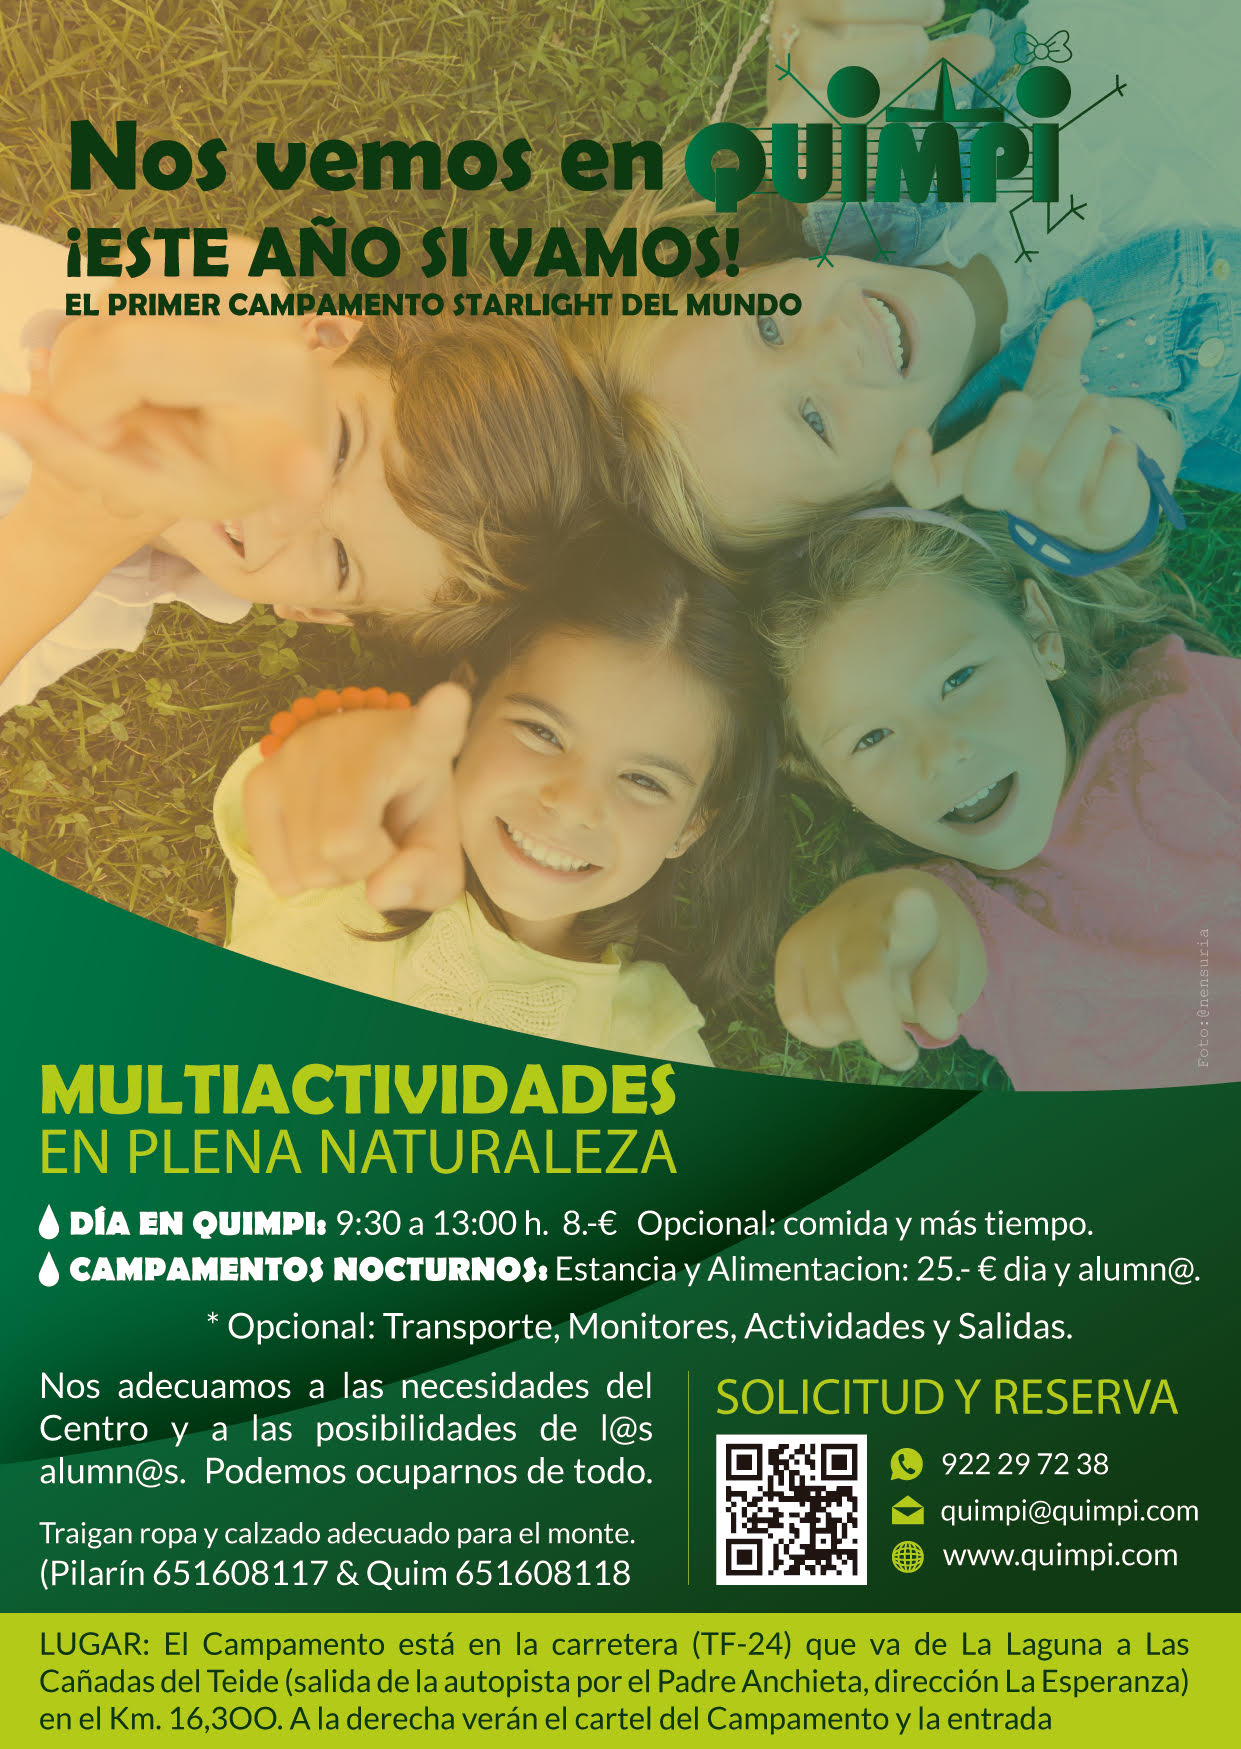 Nos vemos en QUIMPI
¡ESTE AÑO SI VAMOS!
EL PRIMER CAMPAMENTO STARLIGHT DEL MUNDO
Foto:@nensuria
MULTIACTIVIDADES
EN PLENA NATURALEZA
DÍA EN QUIMPI: 9:30 a 13:00 h. 8.-€ Opcional: comida y más tiempo.
CAMPAMENTOS NOCTURNOS: Estancia y Alimentacion: 25.- € dia y alumn@.
* Opcional: Transporte, Monitores, Actividades y Salidas.
Nos adecuamos a las necesidades del
Centro y a las posibilidades de l@s
alumn@s. Podemos ocuparnos de todo.
Traigan ropa y calzado adecuado para el monte.
(Pilarín 651608117 & Quim 651608118
SOLICITUD Y RESERVA
922 29 72 38
quimpi@quimpi.com
www.quimpi.com
LUGAR: El Campamento está en la carretera (TF-24) que va de La Laguna a Las
Cañadas del Teide (salida de la autopista por el Padre Anchieta, dirección La Esperanza)
en el Km. 16,3OO. A la derecha verán el cartel del Campamento y la entrada